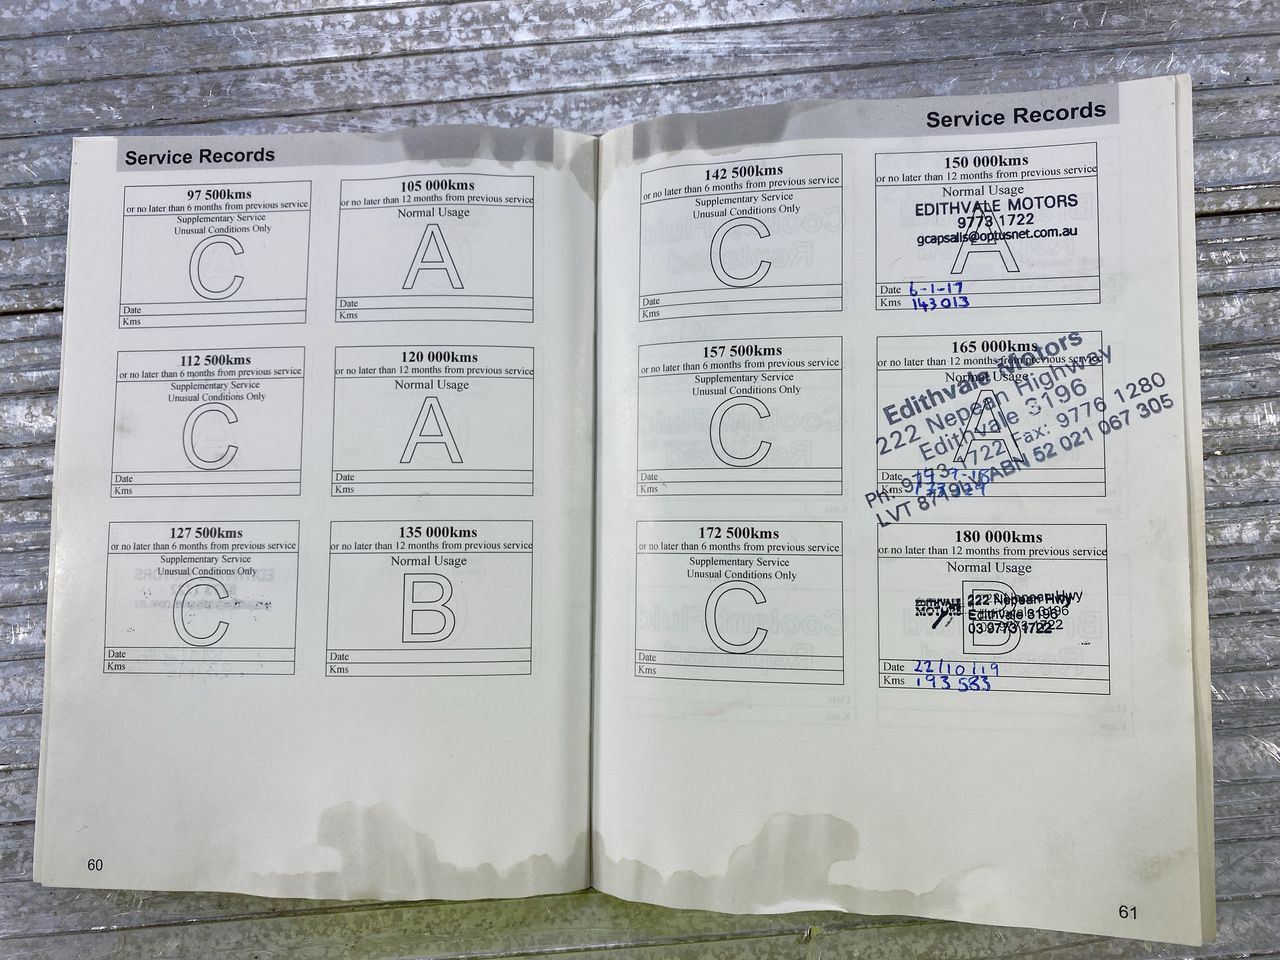 Service Records
97 500kms
or no later than 6 months from previous service
Supplementary Service
Unusual Conditions Only
C
Date
Kms
105 000kms
or no later than 12 months from previous service
Normal Usage
A
Date
Kms
112 500kms
or no later than 6 months from previous service
Supplementary Service
Unusual Conditions Only
C
Date
Kms
120 000kms
or no later than 12 months from previous service
Normal Usage
A
Date
Kms
127 500kms
or no later than 6 months from previous service
Supplementary Service
Unusual Conditions Only
C
Date
Kms
135 000kms
or no later than 12 months from previous service
Normal Usage
B
Date
Kms
60
Service Records
142 500kms
or no later than 6 months from previous service
Supplementary Service
Unusual Conditions Only
C
Date
Kms
150 000kms
or no later than 12 months from previous service
Normal Usage
A
EDITHVALE MOTORS
9773 1722
gcapsalis@optusnet.com.au
Date 6-1-17
Kms 143013
157 500kms
or no later than 6 months from previous service
Supplementary Service
Unusual Conditions Only
C
Date
Kms
165 000kms
or no later than 12 months from previous service
Normal Usage
A
Edithvale Motors
222 Nepean Highway
Edithvale 3196
Ph: 9773 1722 Fax: 9776 1280
LVT 8719 ABN 52 021 067 305
Date
Kms
172 500kms
or no later than 6 months from previous service
Supplementary Service
Unusual Conditions Only
C
Date
Kms
180 000kms
or no later than 12 months from previous service
Normal Usage
B
EDITHVALE MOTORS
222 Nepean Hwy
Edithvale 3196
03 9773 1722
Date 22/10/19
Kms 193 583
61